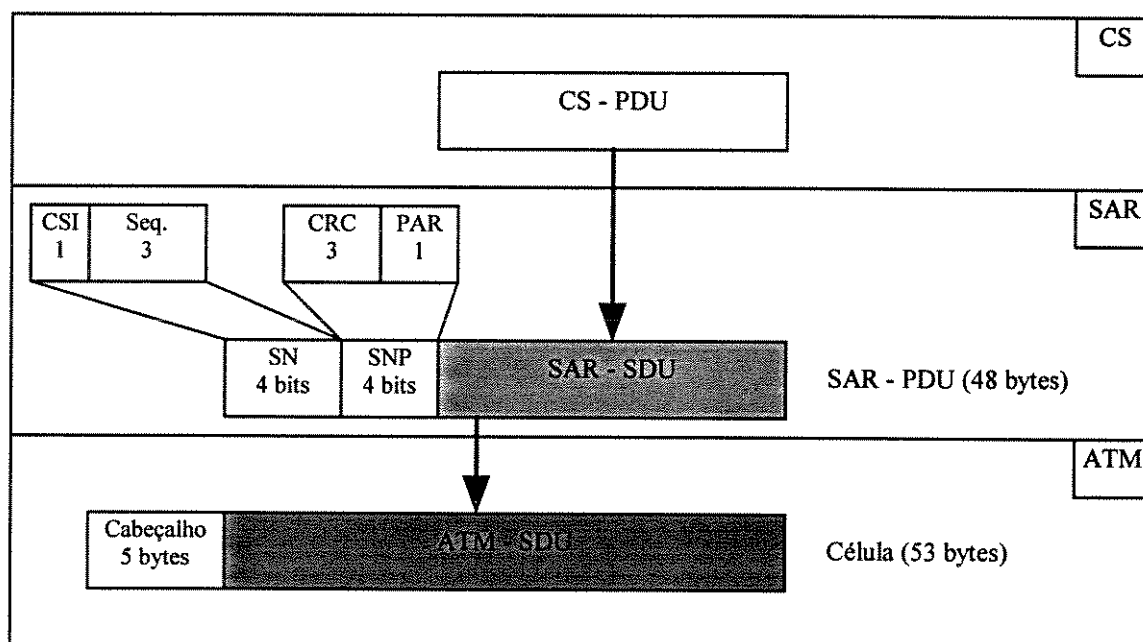 CS
CS - PDU
SAR
CSI
1
Seq.
3
CRC
3
PAR
1
SN
4 bits
SNP
4 bits
SAR - SDU
SAR - PDU (48 bytes)
ATM
Cabeçalho
5 bytes
ATM - SDU
Célula (53 bytes)